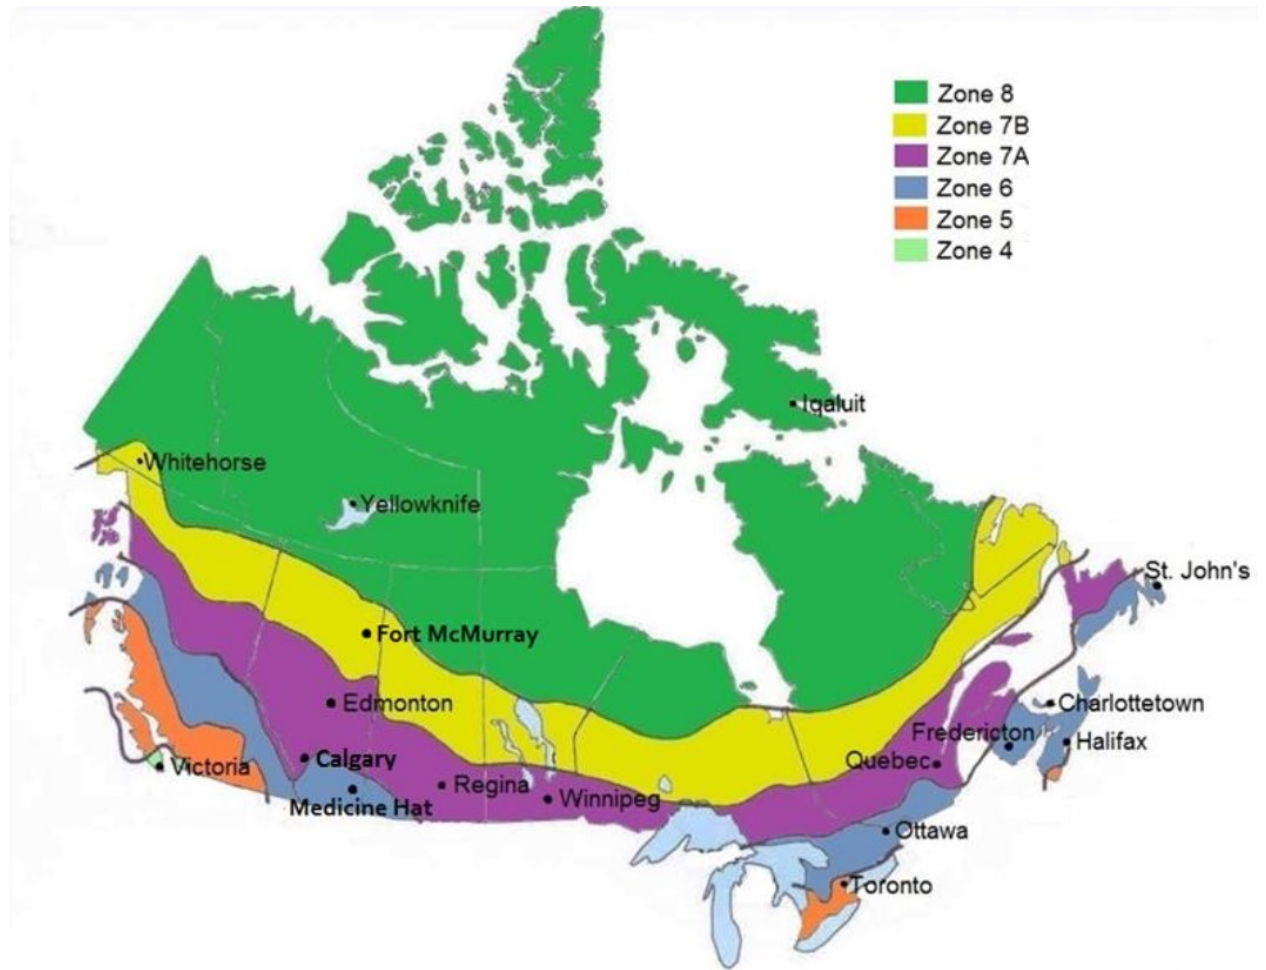 Zone 8
Zone 7B
Zone 7A
Zone 6
Zone 5
Zone 4
Iqaluit
Whitehorse
Yellowknife
St. John's
Fort McMurray
Edmonton
Charlottetown
Fredericton
Halifax
Calgary
Quebec
Victoria
Regina
Winnipeg
Medicine Hat
Ottawa
Toronto